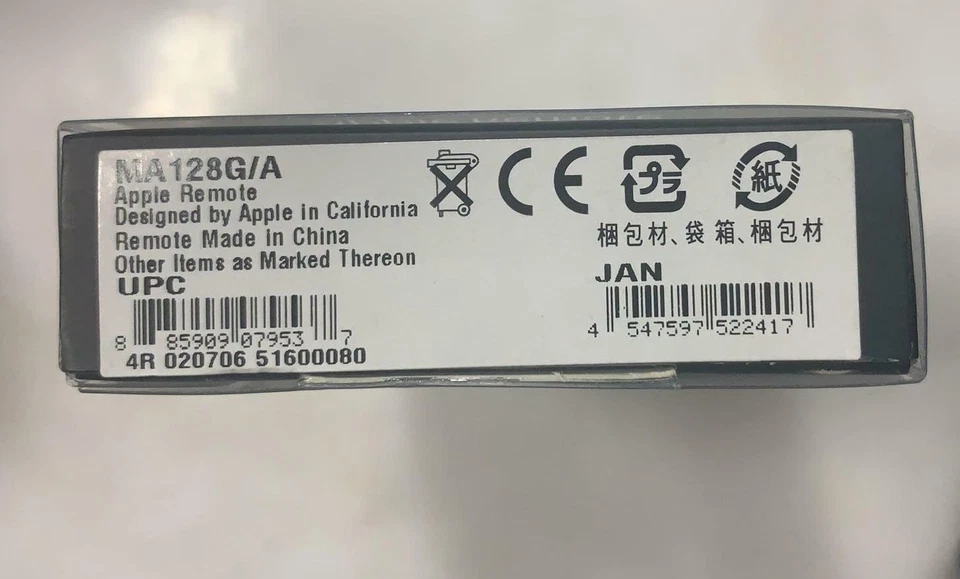 MA128G/A
Apple Remote
Designed by Apple in California
Remote Made in China
Other Items as Marked Thereon
UPC
8 85909 07953 7
4R 020706 51600080
CE
プラ
紙
梱包材、袋 箱、梱包材
JAN
4 547597 522417